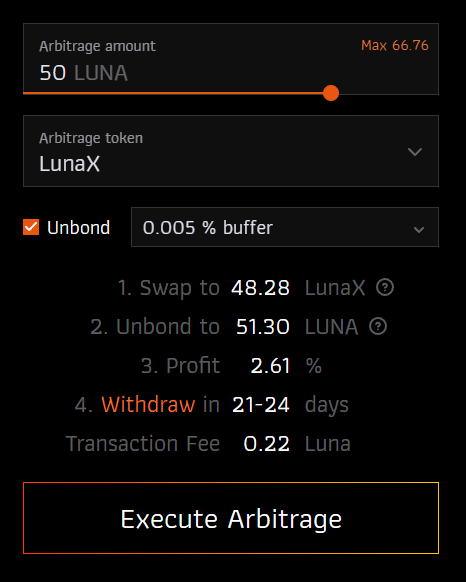 Arbitrage amount Max 66.76
50 LUNA
Arbitrage token
LunaX
Unbond 0.005 % buffer
1. Swap to 48.28 LunaX ?
2. Unbond to 51.30 LUNA ?
3. Profit 2.61 %
4. Withdraw in 21-24 days
Transaction Fee 0.22 Luna
Execute Arbitrage